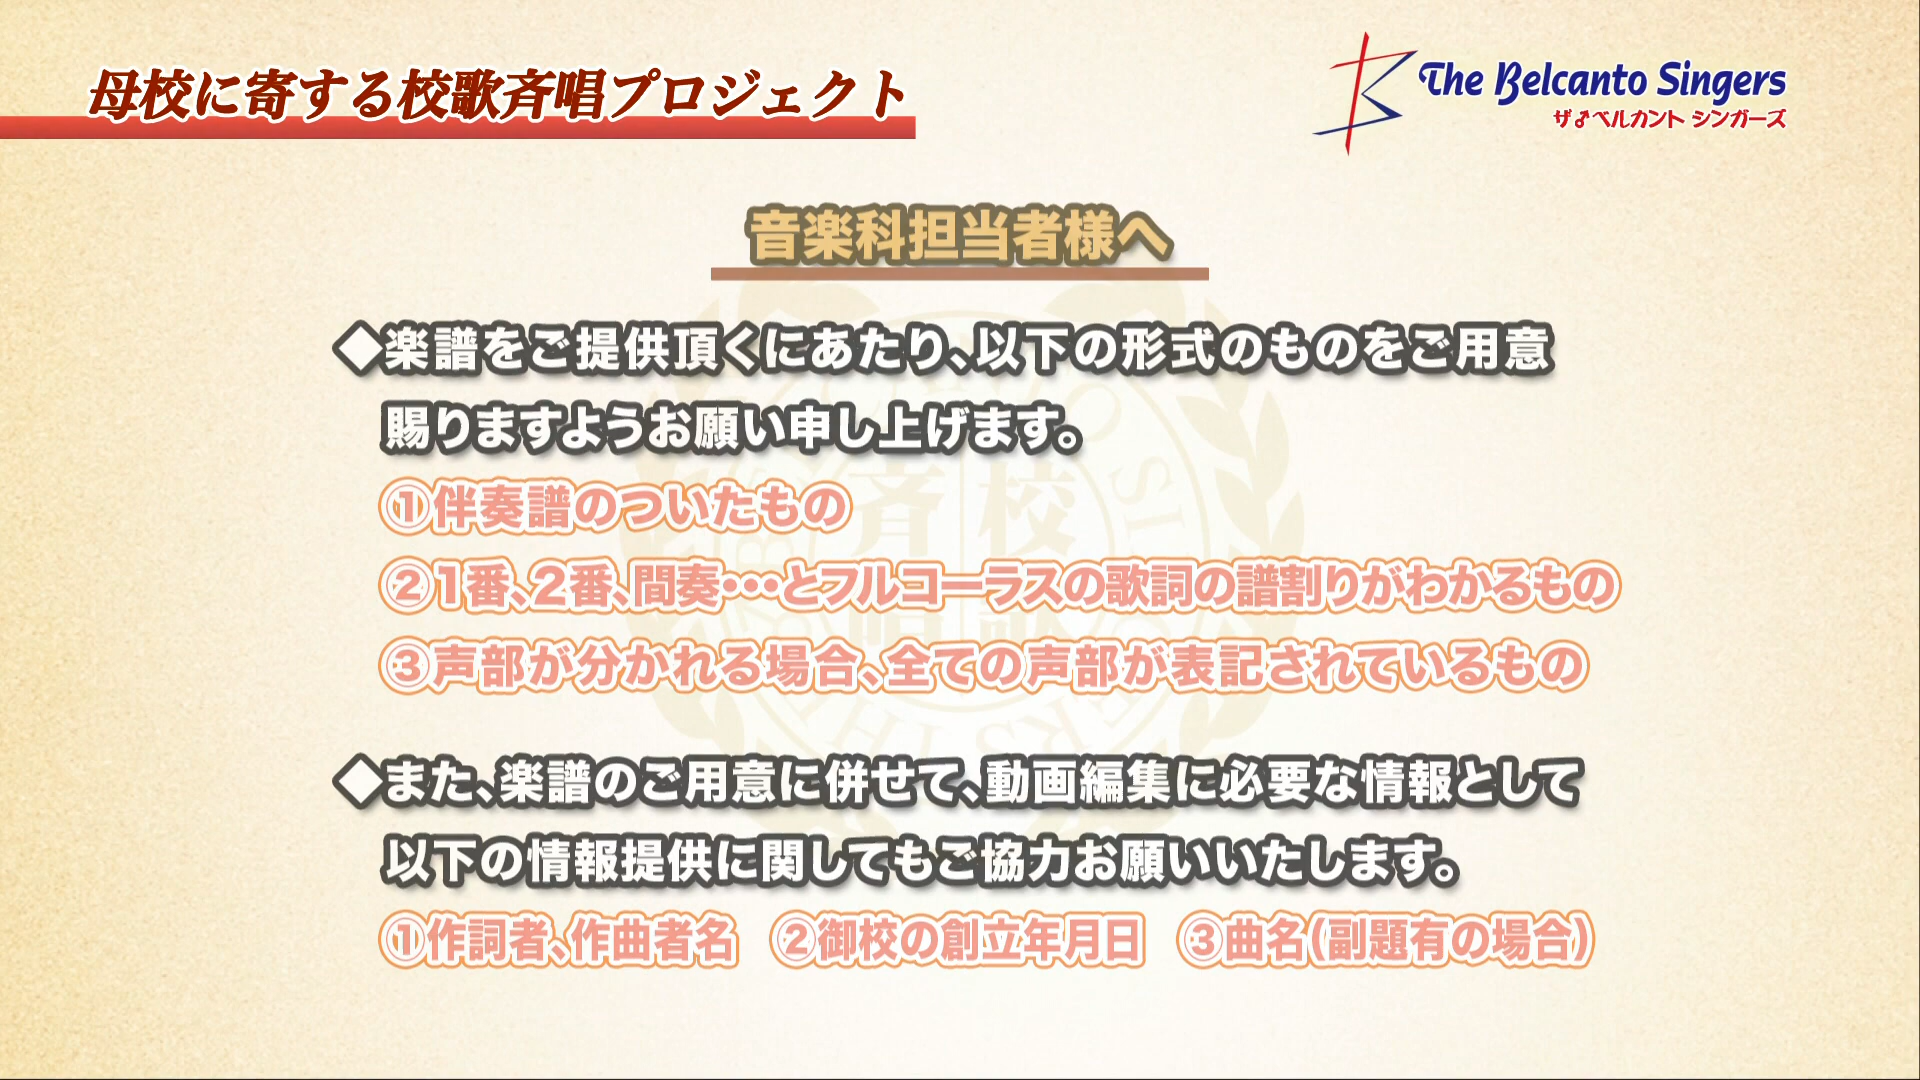 母校に寄する校歌斉唱プロジェクト
The Belcanto Singers
ザ♂ベルカント シンガーズ
音楽科担当者様へ
◆楽譜をご提供頂くにあたり、以下の形式のものをご用意
賜りますようお願い申し上げます。
①伴奏譜のついたもの
②1番、2番、間奏・・・とフルコーラスの歌詞の譜割りがわかるもの
③声部が分かれる場合、全ての声部が表記されているもの
◆また、楽譜のご用意に併せて、動画編集に必要な情報として
以下の情報提供に関してもご協力お願いいたします。
①作詞者、作曲者名 ②御校の創立年月日 ③曲名(副題有の場合)
校歌
斉唱